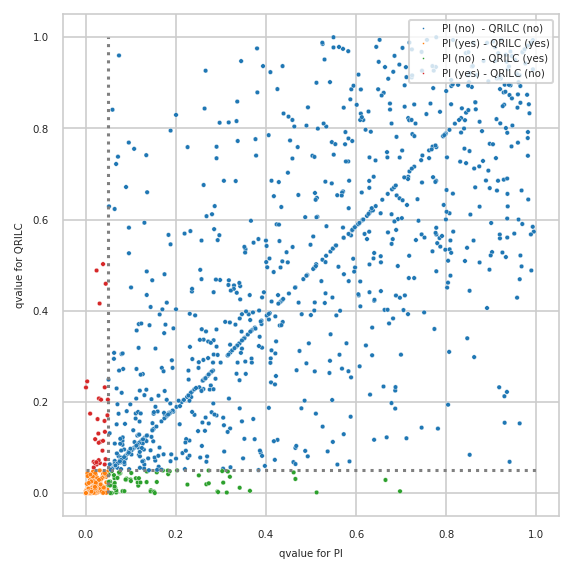 PI (no)  - QRILC (no)
PI (yes) - QRILC (yes)
PI (no)  - QRILC (yes)
PI (yes) - QRILC (no)
1.0
0.8
0.6
0.4
0.2
0.0
qvalue for QRILC
0.0 0.2 0.4 0.6 0.8 1.0
qvalue for PI